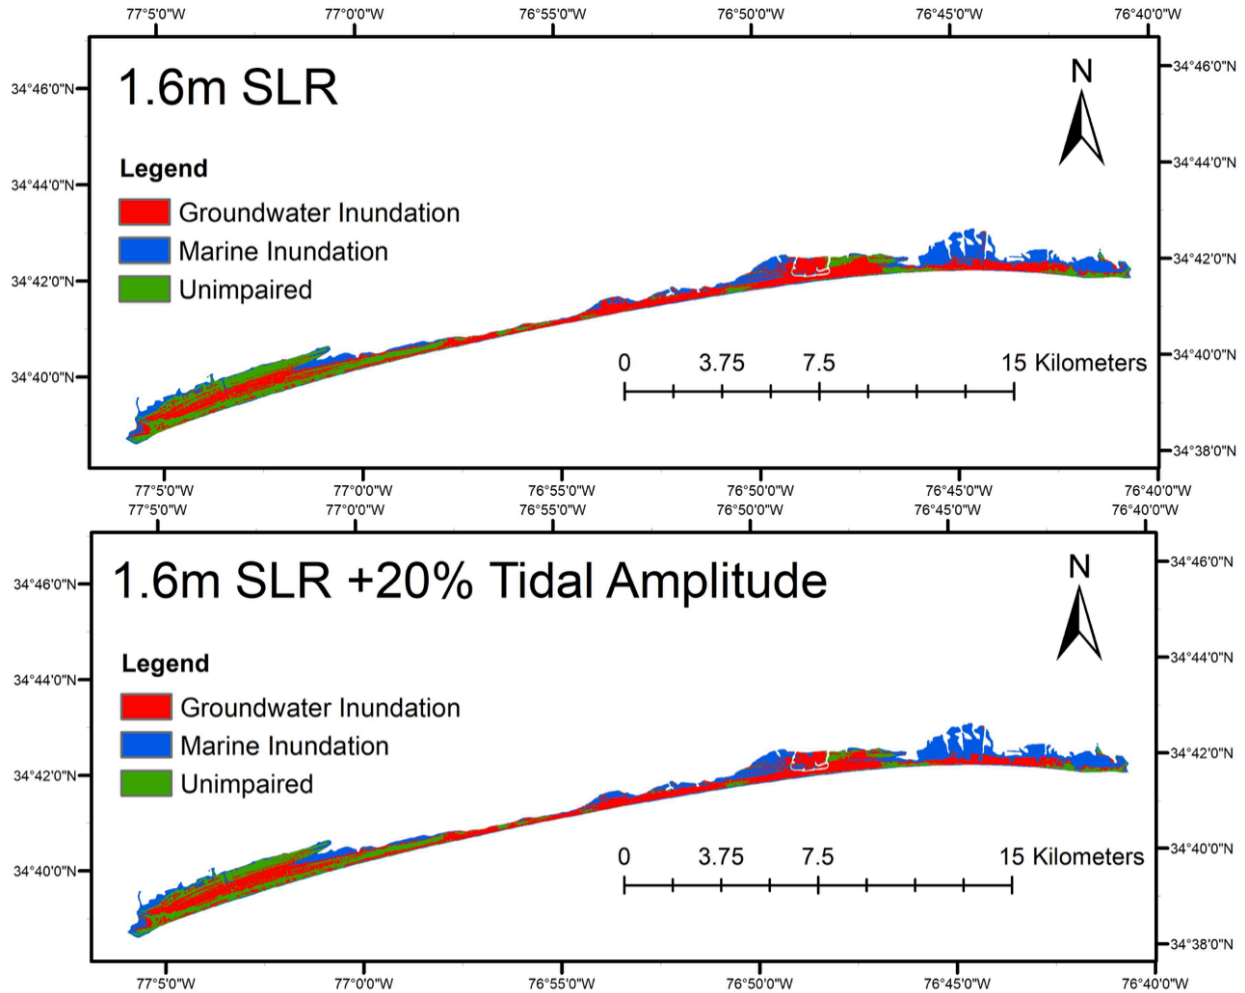 77°5'0"W 77°0'0"W 76°55'0"W 76°50'0"W 76°45'0"W 76°40'0"W
1.6m SLR
N
34°46'0"N 34°46'0"N
Legend
34°44'0"N 34°44'0"N
Groundwater Inundation
Marine Inundation
34°42'0"N 34°42'0"N
Unimpaired
0 3.75 7.5 15 Kilometers
34°40'0"N 34°40'0"N
34°38'0"N
77°5'0"W 77°0'0"W 76°55'0"W 76°50'0"W 76°45'0"W 76°40'0"W
77°5'0"W 77°0'0"W 76°55'0"W 76°50'0"W 76°45'0"W 76°40'0"W
1.6m SLR +20% Tidal Amplitude
N
34°46'0"N 34°46'0"N
Legend
34°44'0"N 34°44'0"N
Groundwater Inundation
Marine Inundation
34°42'0"N 34°42'0"N
Unimpaired
0 3.75 7.5 15 Kilometers
34°40'0"N 34°40'0"N
34°38'0"N
77°5'0"W 77°0'0"W 76°55'0"W 76°50'0"W 76°45'0"W 76°40'0"W